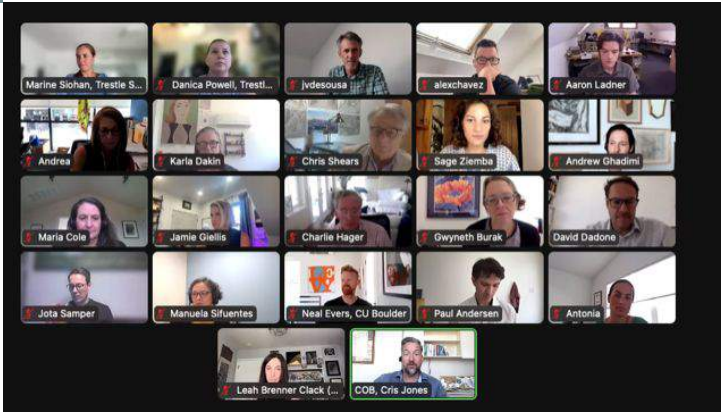 Marine Siohan, Trestle S...
Danica Powell, Trestl...
jvdesousa
alexchavez
Aaron Ladner
Andrea
Karla Dakin
Chris Shears
Sage Ziemba
Andrew Ghadimi
Maria Cole
Jamie Giellis
Charlie Hager
Gwyneth Burak
David Dadone
Jota Samper
Manuela Sifuentes
Neal Evers, CU Boulder
Paul Andersen
Antonia
Leah Brenner Clack (...
COB, Cris Jones